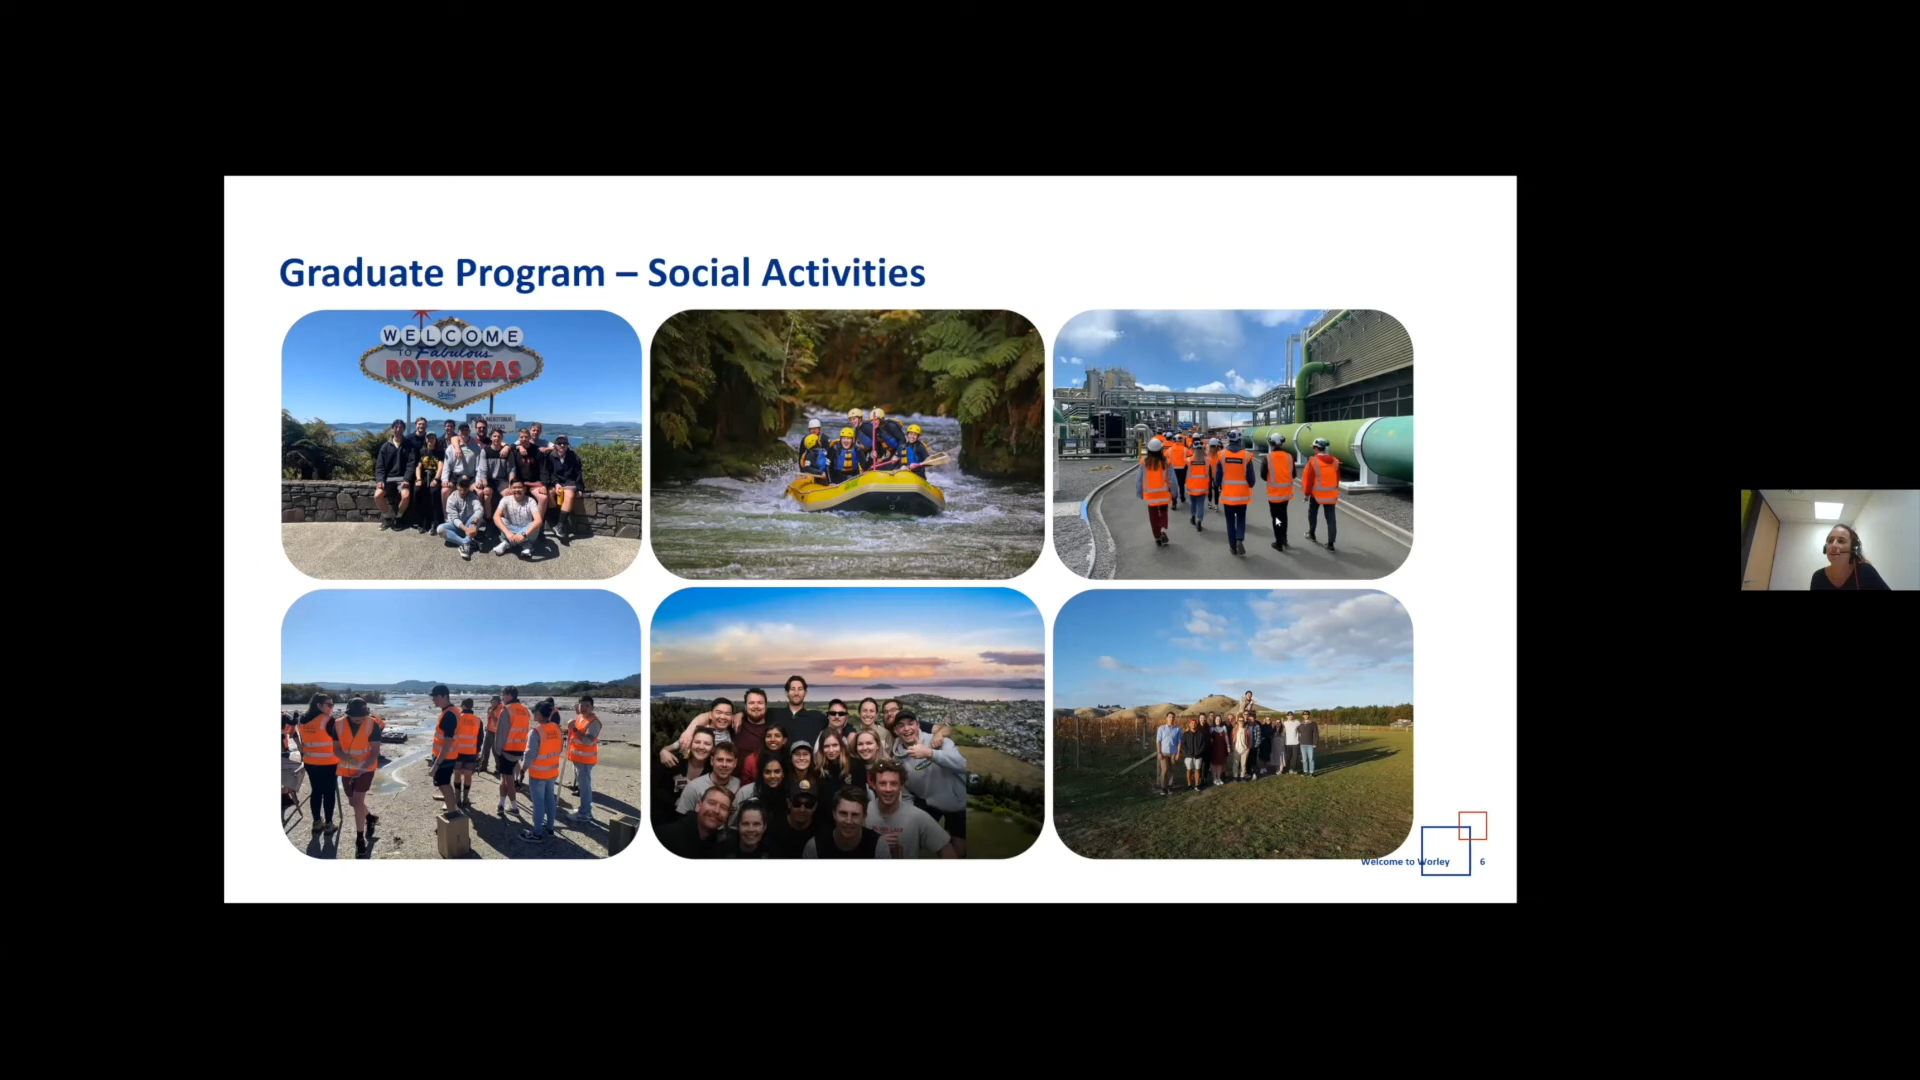 Graduate Program – Social Activities
WELCOME
TO Fabulous
ROTOVEGAS
NEW ZEALAND
Welcome to Worley
6